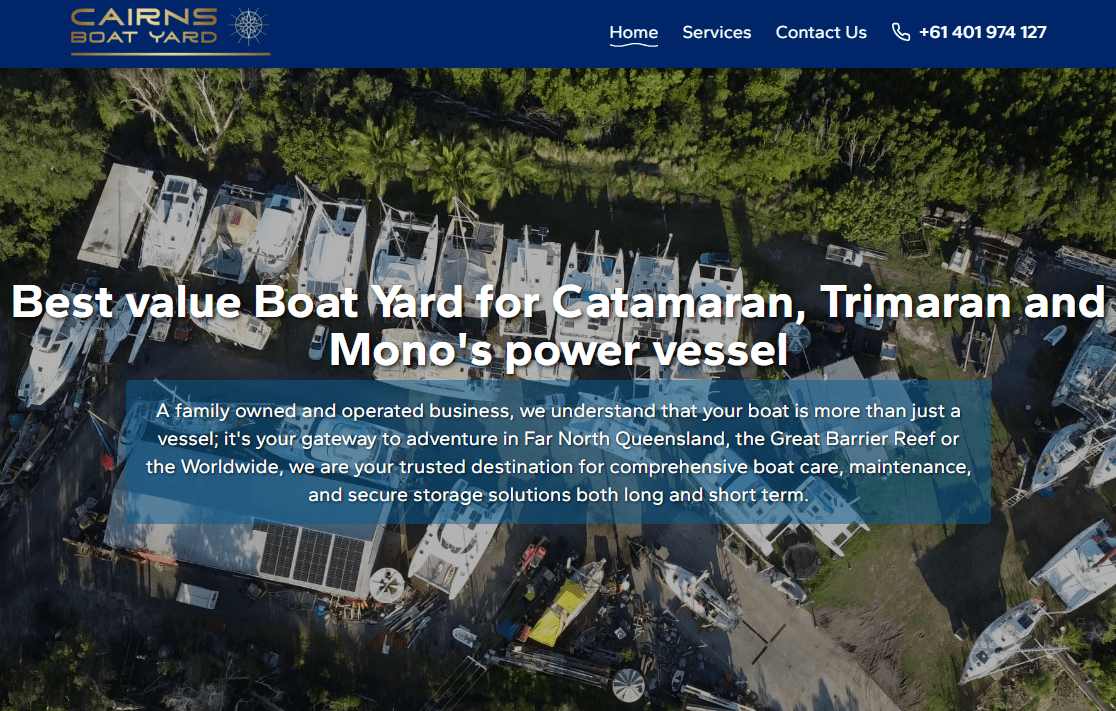 CAIRNS
BOAT YARD
Home
Services
Contact Us
+61 401 974 127
Best value Boat Yard for Catamaran, Trimaran and
Mono's power vessel
A family owned and operated business, we understand that your boat is more than just a
vessel; it's your gateway to adventure in Far North Queensland, the Great Barrier Reef or
the Worldwide, we are your trusted destination for comprehensive boat care, maintenance,
and secure storage solutions both long and short term.